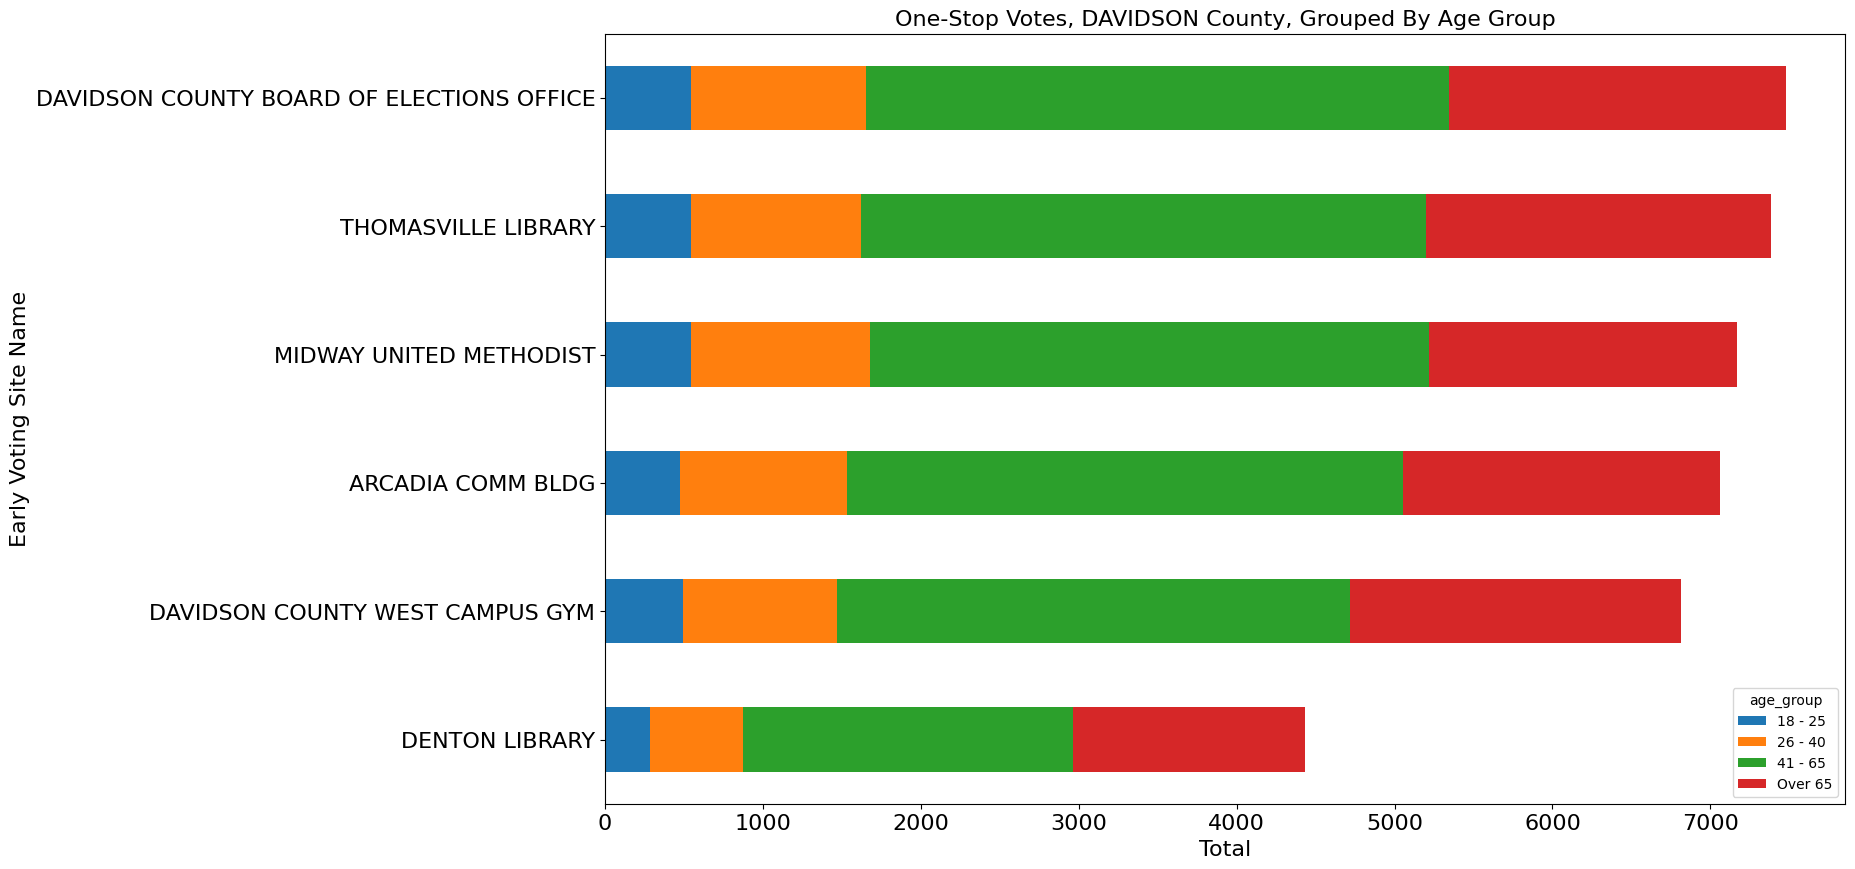 One-Stop Votes, DAVIDSON County, Grouped By Age Group
Early Voting Site Name
DAVIDSON COUNTY BOARD OF ELECTIONS OFFICE
THOMASVILLE LIBRARY
MIDWAY UNITED METHODIST
ARCADIA COMM BLDG
DAVIDSON COUNTY WEST CAMPUS GYM
DENTON LIBRARY
age_group
18 - 25
26 - 40
41 - 65
Over 65
0 1000 2000 3000 4000 5000 6000 7000
Total